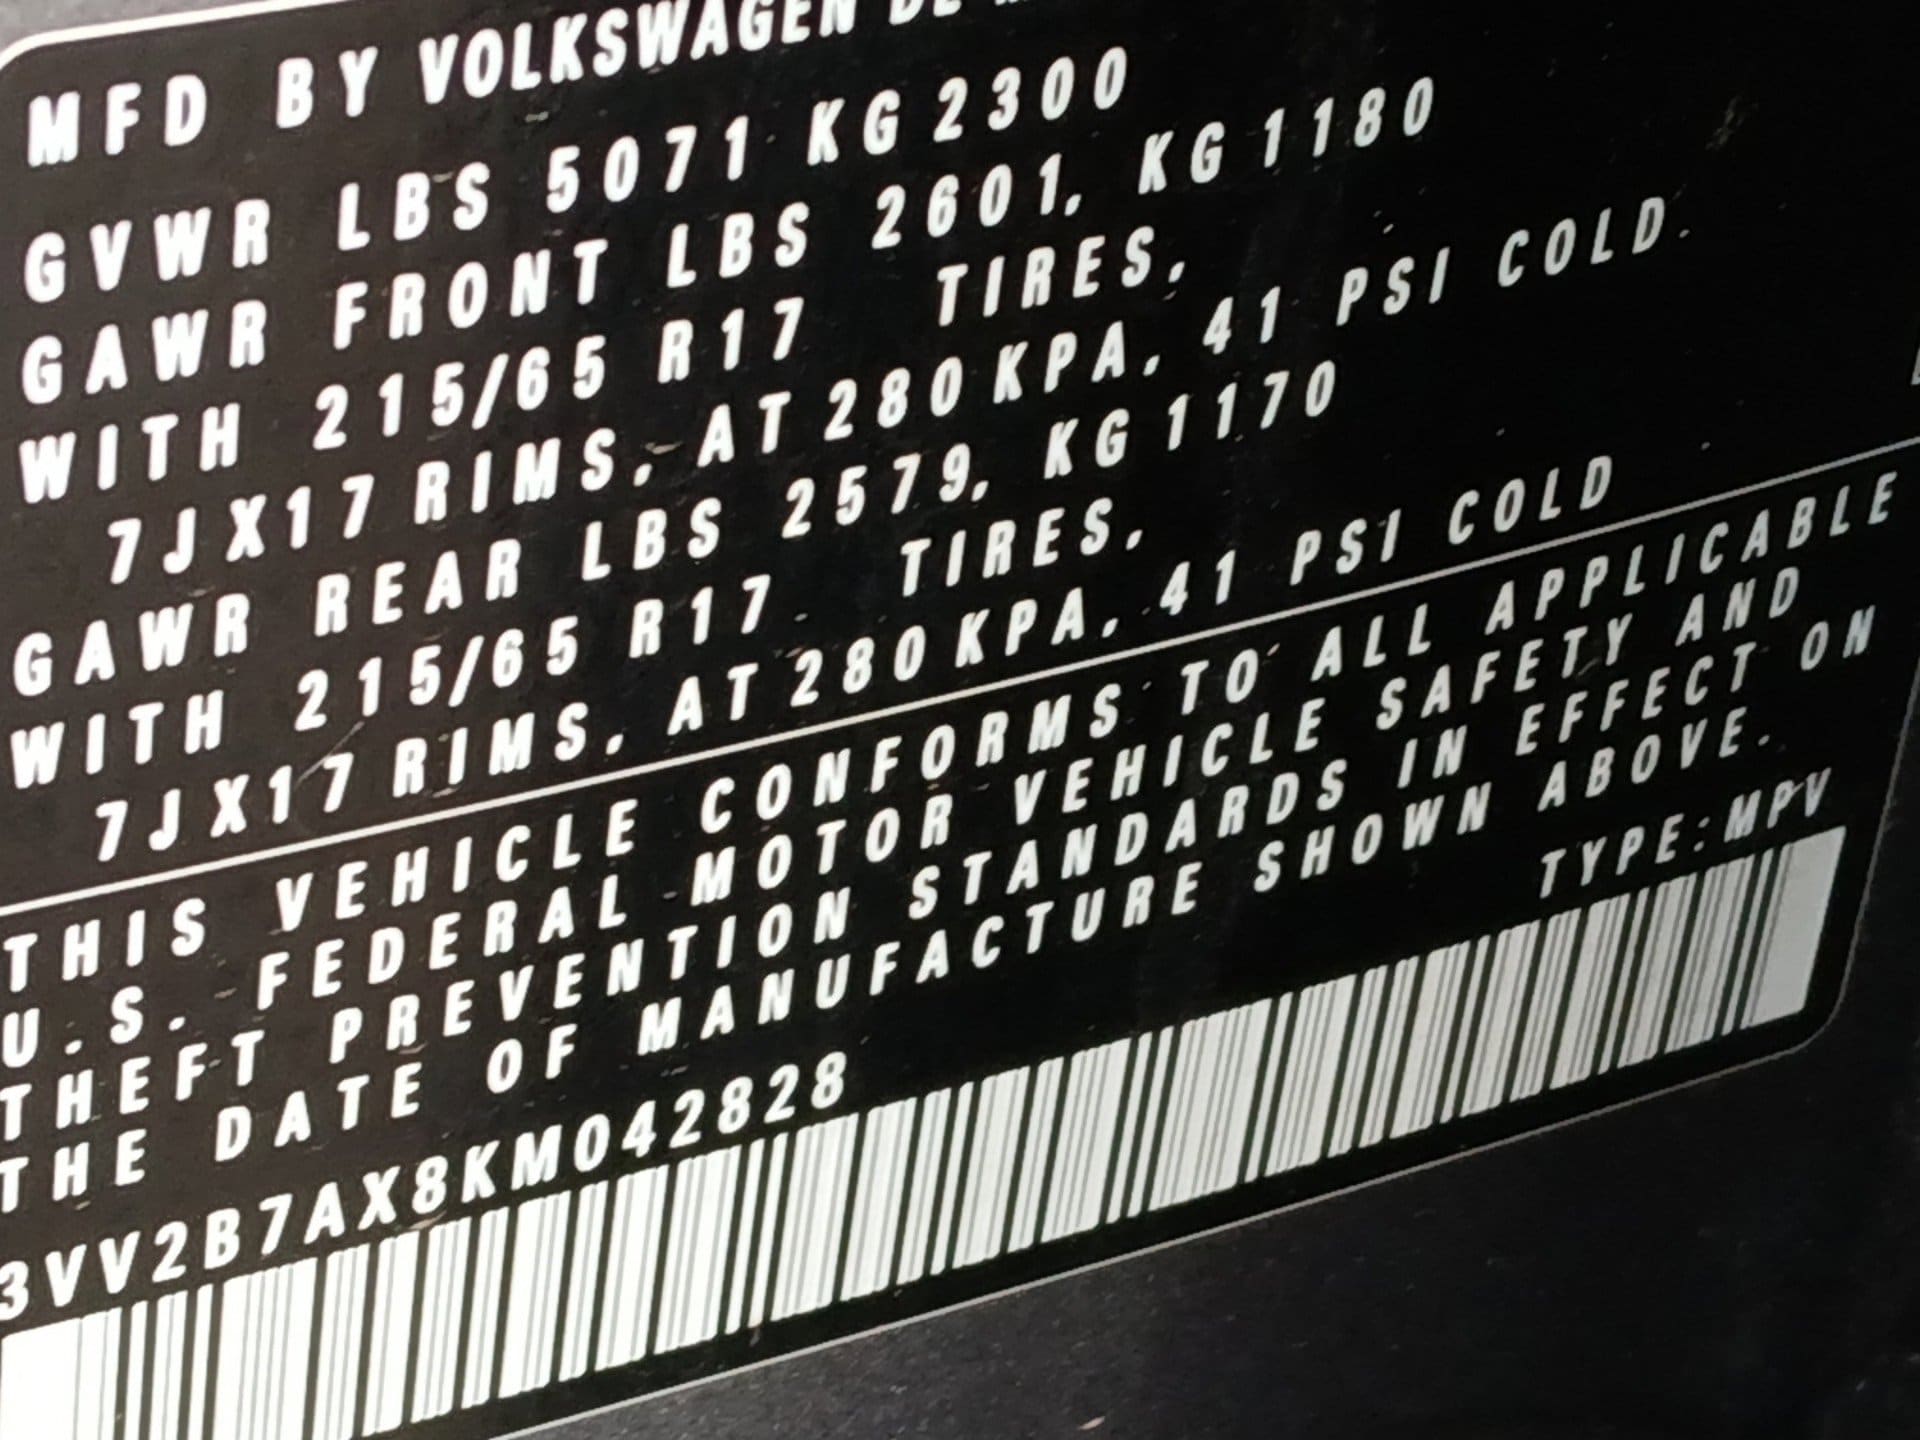 MFD BY VOLKSWAGEN DE
GVWR LBS 5071 KG 2300
GAWR FRONT LBS 2601, KG 1180
WITH 215/65 R17 TIRES,
7JX17 RIMS, AT 280 KPA, 41 PSI COLD.
GAWR REAR LBS 2579, KG 1170
WITH 215/65 R17 TIRES,
7JX17 RIMS, AT 280 KPA, 41 PSI COLD
THIS VEHICLE CONFORMS TO ALL APPLICABLE
U.S. FEDERAL MOTOR VEHICLE SAFETY AND
THEFT PREVENTION STANDARDS IN EFFECT ON
THE DATE OF MANUFACTURE SHOWN ABOVE.
3VV2B7AX8KM042828 TYPE:MPV